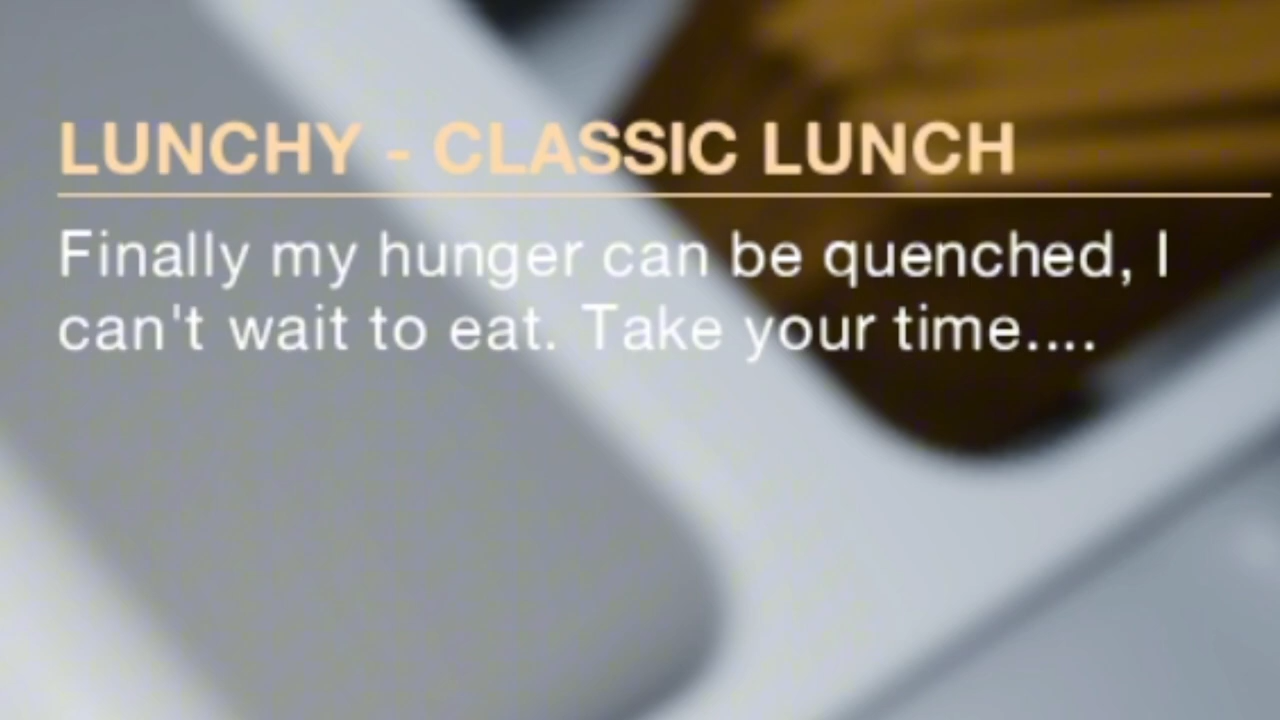 LUNCHY - CLASSIC LUNCH
Finally my hunger can be quenched, I
can't wait to eat. Take your time....